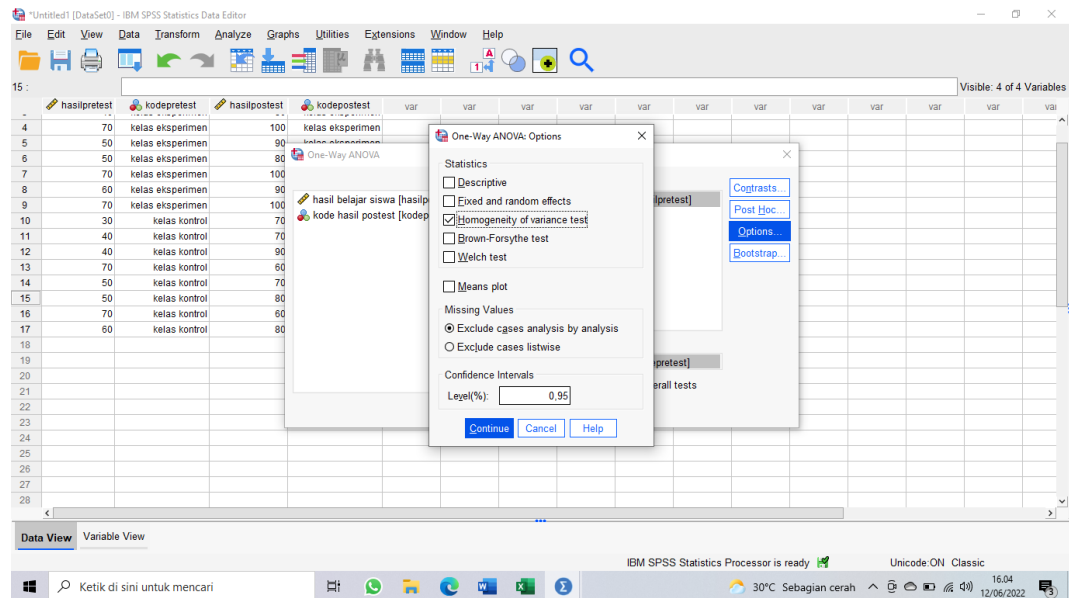 *Untitled1 [DataSet0] - IBM SPSS Statistics Data Editor
File Edit View Data Transform Analyze Graphs Utilities Extensions Window Help
15 :
Visible: 4 of 4 Variables
hasilpretest kodepretest hasilpostest kodepostest var var var var var var var var var var var
4 70 kelas eksperimen 100 kelas eksperimen
5 50 kelas eksperimen 90 kelas eksperimen
6 50 kelas eksperimen 80
7 70 kelas eksperimen 100
8 60 kelas eksperimen 90
9 70 kelas eksperimen 100
10 30 kelas kontrol 70
11 40 kelas kontrol 70
12 40 kelas kontrol 90
13 70 kelas kontrol 60
14 50 kelas kontrol 70
15 50 kelas kontrol 80
16 70 kelas kontrol 60
17 60 kelas kontrol 80
18
19
20
21
22
23
24
25
26
27
28
One-Way ANOVA
hasil belajar siswa [hasilp
kode hasil postest [kodep
lpretest]
pretest]
erall tests
Contrasts...
Post Hoc...
Options...
Bootstrap...
One-Way ANOVA: Options
Statistics
Descriptive
Fixed and random effects
Homogeneity of variance test
Brown-Forsythe test
Welch test
Means plot
Missing Values
Exclude cases analysis by analysis
Exclude cases listwise
Confidence Intervals
Level(%): 0,95
Continue Cancel Help
Data View Variable View
IBM SPSS Statistics Processor is ready Unicode:ON Classic
Ketik di sini untuk mencari
30°C Sebagian cerah
16.04
12/06/2022